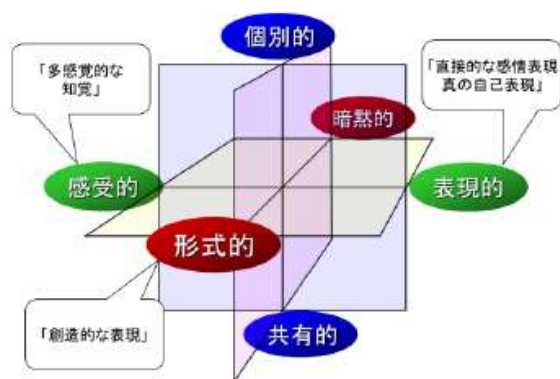 個別的
「多感覚的な
知覚」
「直接的な感情表現
真の自己表現」
暗黙的
感受的
表現的
形式的
「創造的な表現」
共有的